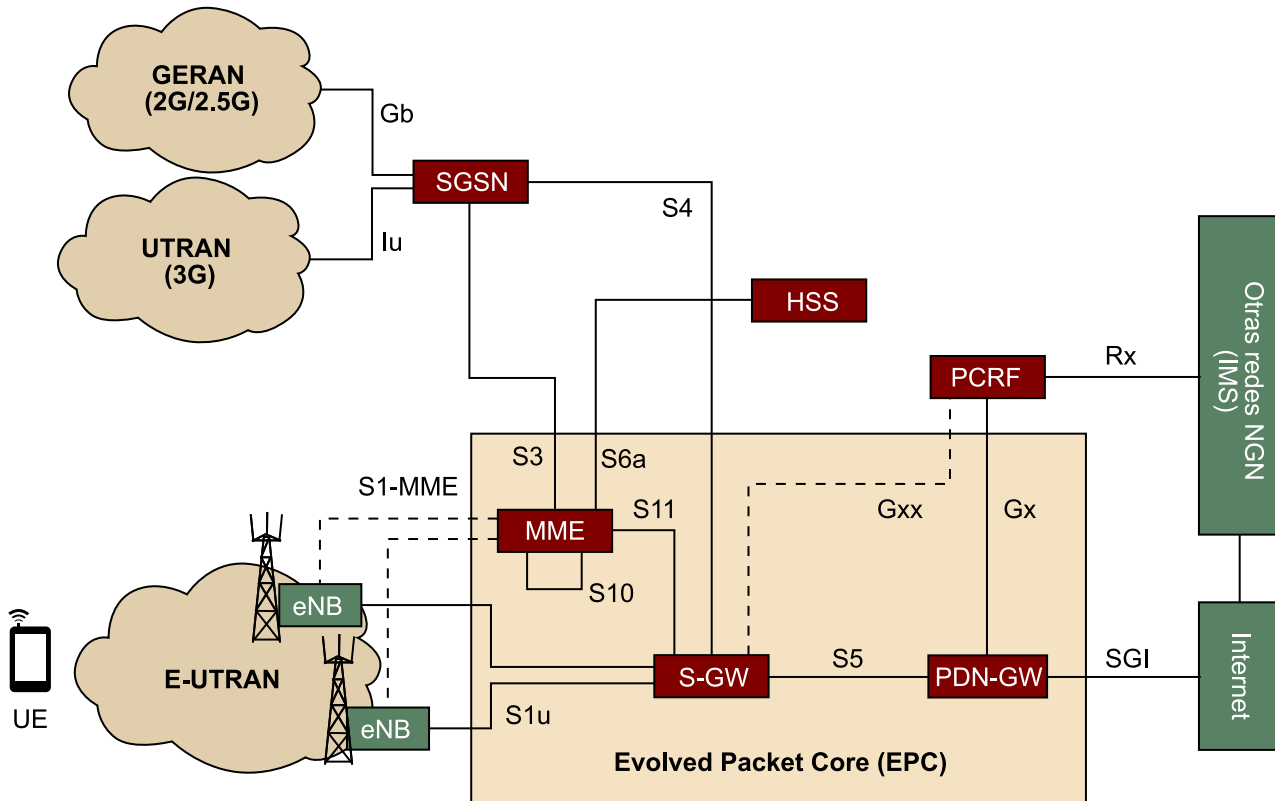 GERAN
(2G/2.5G)
Gb
SGSN
S4
UTRAN
(3G)
Iu
HSS
Otras redes NGN
(IMS)
PCRF
Rx
S3
S6a
S1-MME
S11
Gxx
Gx
MME
S10
eNB
E-UTRAN
S-GW
S5
PDN-GW
SGI
Internet
UE
eNB
S1u
Evolved Packet Core (EPC)